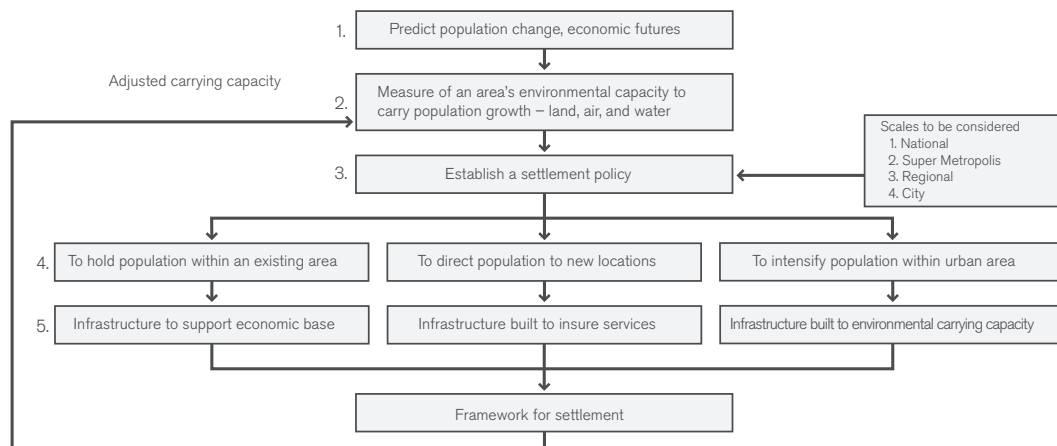 1.
Predict population change, economic futures
Adjusted carrying capacity
2.
Measure of an area's environmental capacity to
carry population growth – land, air, and water
Scales to be considered
1. National
2. Super Metropolis
3. Regional
4. City
3.
Establish a settlement policy
4.
To hold population within an existing area
To direct population to new locations
To intensify population within urban area
5.
Infrastructure to support economic base
Infrastructure built to insure services
Infrastructure built to environmental carrying capacity
Framework for settlement